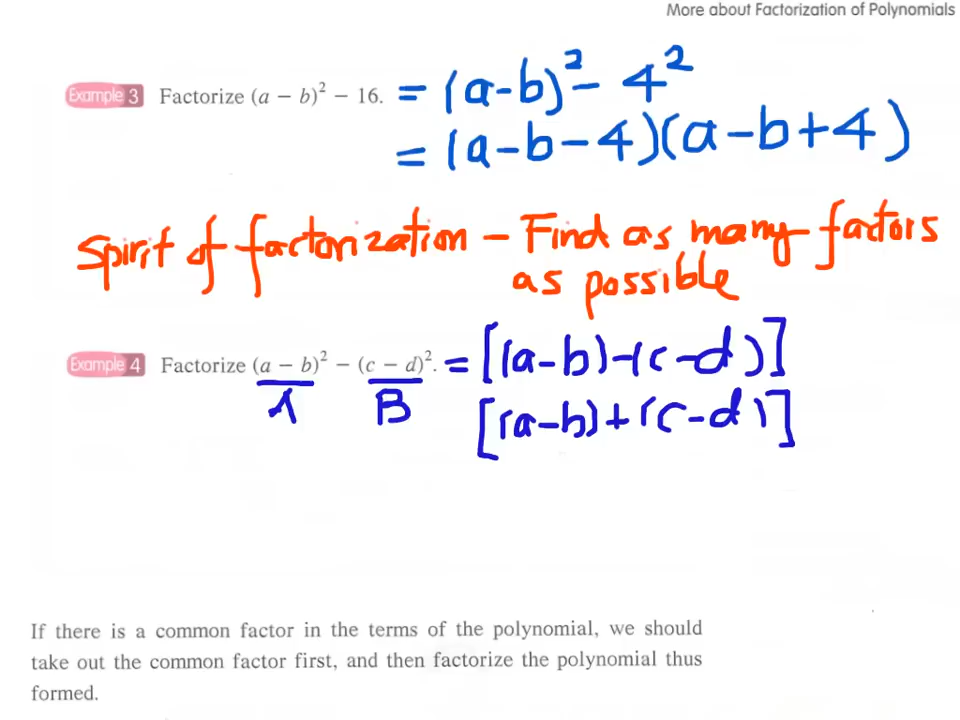 More about Factorization of Polynomials
Example 3 Factorize (a − b)² − 16. = (a-b)² - 4²
= (a-b-4)(a-b+4)
Spirit of factorization - Find as many factors
as possible
Example 4 Factorize (a − b)² − (c − d)². = [(a-b)-(c-d)]
A B [(a-b)+(c-d)]
If there is a common factor in the terms of the polynomial, we should
take out the common factor first, and then factorize the polynomial thus
formed.